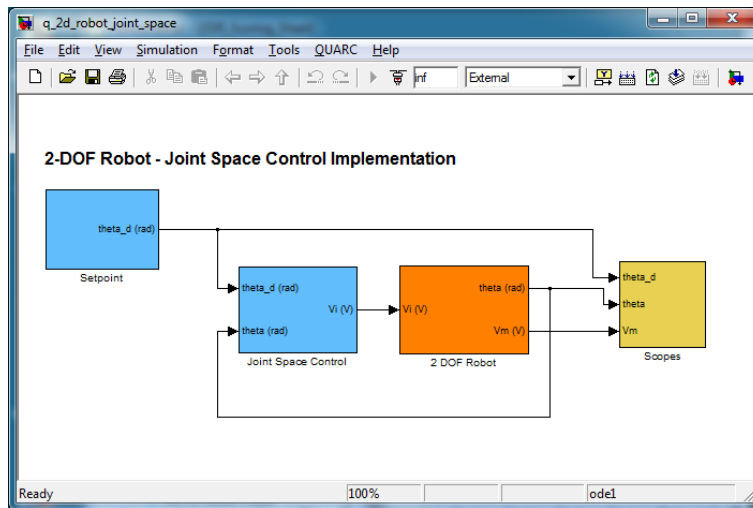 q_2d_robot_joint_space
File Edit View Simulation Format Tools QUARC Help
inf External
2-DOF Robot - Joint Space Control Implementation
theta_d (rad)
Setpoint
theta_d (rad)
theta (rad)
Vi (V)
Joint Space Control
Vi (V)
theta (rad)
Vm (V)
2 DOF Robot
theta_d
theta
Vm
Scopes
Ready 100% ode1